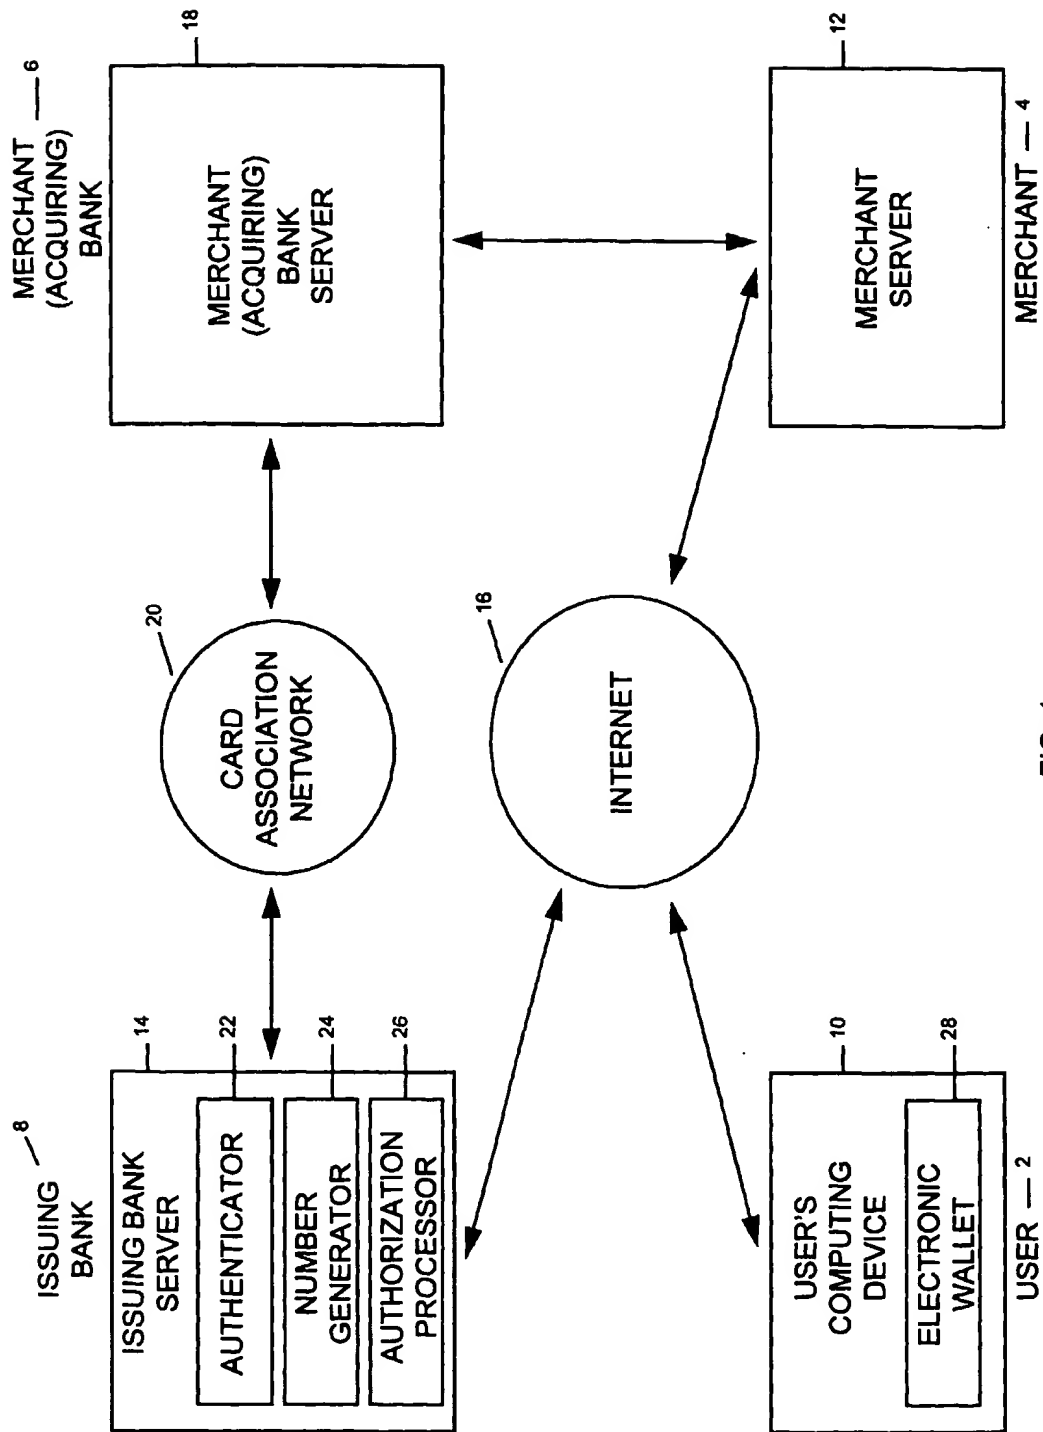 ISSUING
BANK
8
ISSUING BANK
SERVER
14
AUTHENTICATOR
22
NUMBER
GENERATOR
24
AUTHORIZATION
PROCESSOR
26
CARD
ASSOCIATION
NETWORK
20
MERCHANT
(ACQUIRING)
BANK
6
MERCHANT
(ACQUIRING)
BANK
SERVER
18
INTERNET
16
USER'S
COMPUTING
DEVICE
10
ELECTRONIC
WALLET
28
USER 2
MERCHANT
SERVER
12
MERCHANT 4